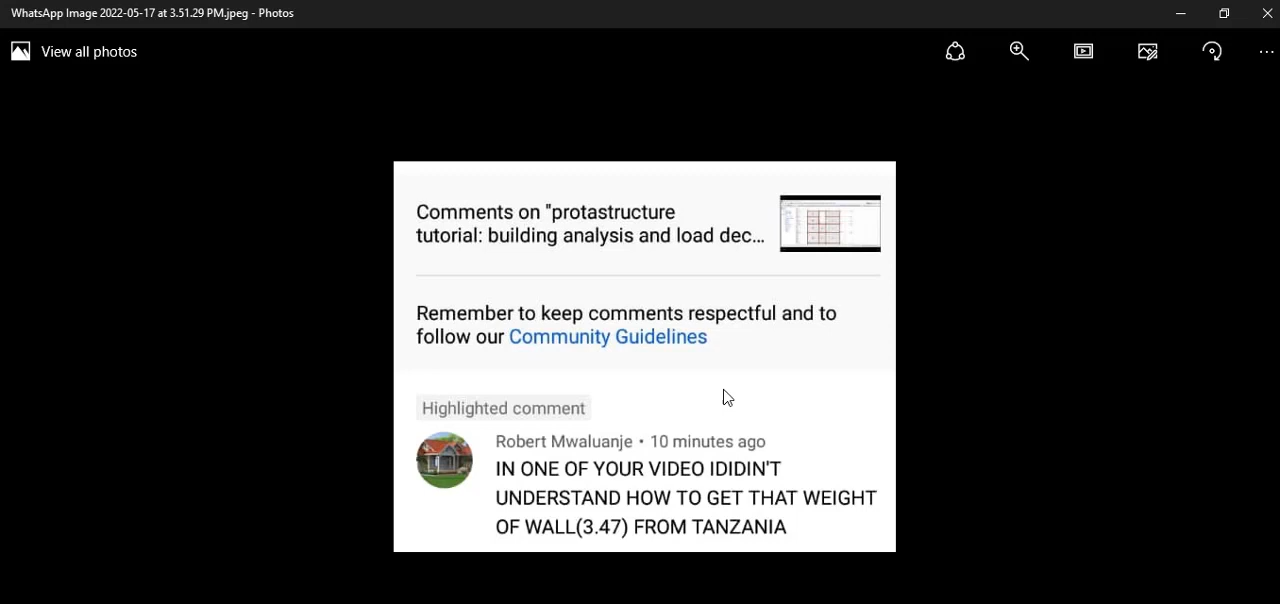 WhatsApp Image 2022-05-17 at 3.51.29 PM.jpeg - Photos
View all photos
Comments on "protastructure
tutorial: building analysis and load dec...
Remember to keep comments respectful and to
follow our Community Guidelines
Highlighted comment
Robert Mwaluanje • 10 minutes ago
IN ONE OF YOUR VIDEO IDIDIN'T
UNDERSTAND HOW TO GET THAT WEIGHT
OF WALL(3.47) FROM TANZANIA